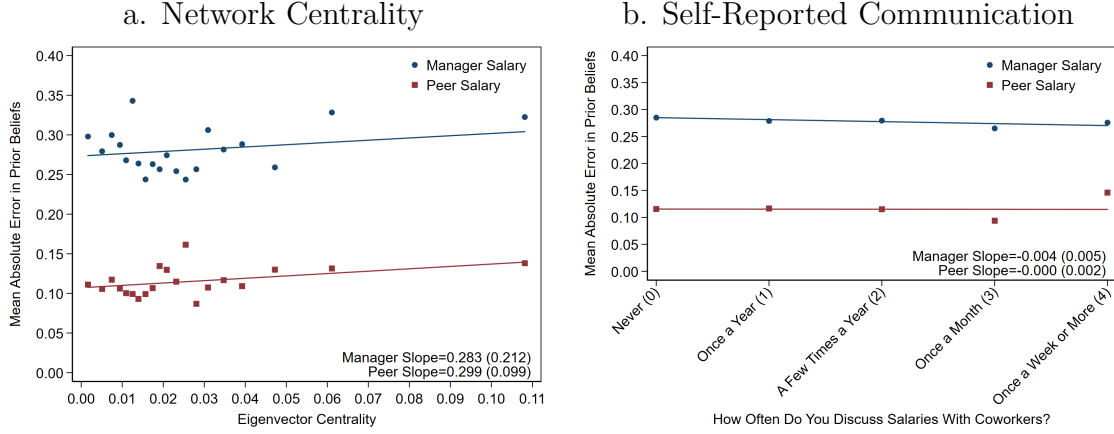 a. Network Centrality
Mean Absolute Error in Prior Beliefs
0.40
0.35
0.30
0.25
0.20
0.15
0.10
0.05
0.00
Manager Salary
Peer Salary
Manager Slope=0.283 (0.212)
Peer Slope=0.299 (0.099)
0.00 0.01 0.02 0.03 0.04 0.05 0.06 0.07 0.08 0.09 0.10 0.11
Eigenvector Centrality
b. Self-Reported Communication
Mean Absolute Error in Prior Beliefs
0.40
0.35
0.30
0.25
0.20
0.15
0.10
0.05
0.00
Manager Salary
Peer Salary
Manager Slope=-0.004 (0.005)
Peer Slope=-0.000 (0.002)
Never (0)
Once a Year (1)
A Few Times a Year (2)
Once a Month (3)
Once a Week or More (4)
How Often Do You Discuss Salaries With Coworkers?